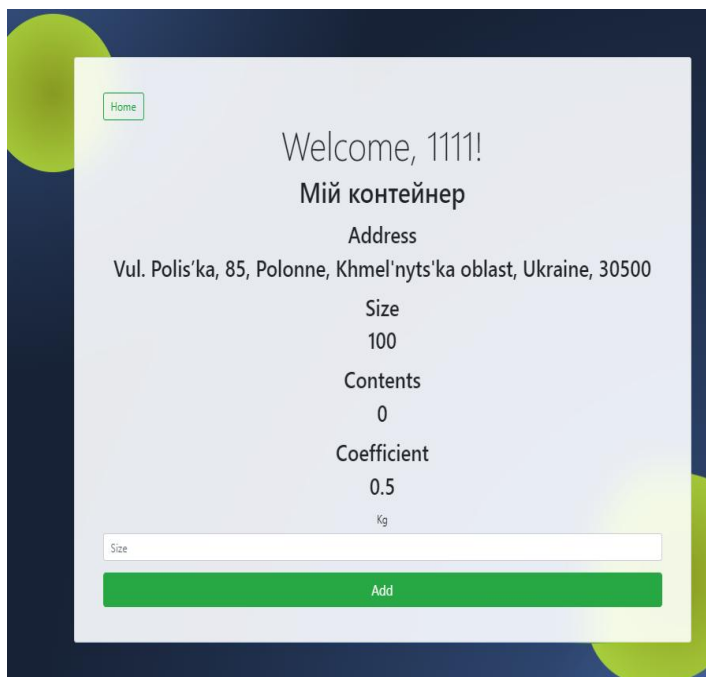 Home
Welcome, 1111!
Мій контейнер
Address
Vul. Polis'ka, 85, Polonne, Khmel'nyts'ka oblast, Ukraine, 30500
Size
100
Contents
0
Coefficient
0.5
Kg
Size
Add